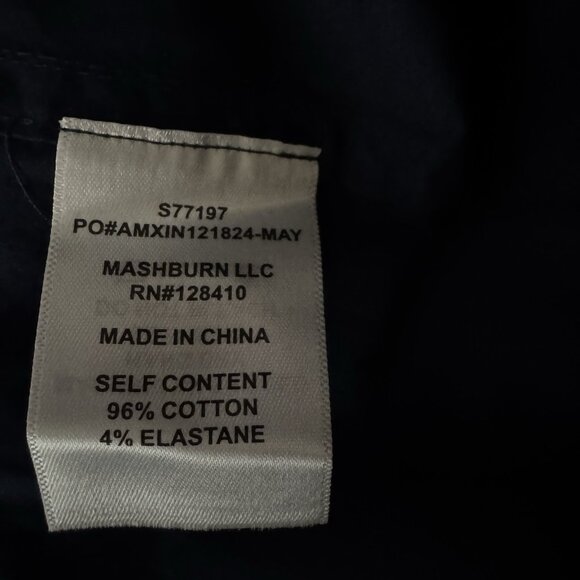 S77197
PO#AMXIN121824-MAY
MASHBURN LLC
RN#128410
MADE IN CHINA
SELF CONTENT
96% COTTON
4% ELASTANE